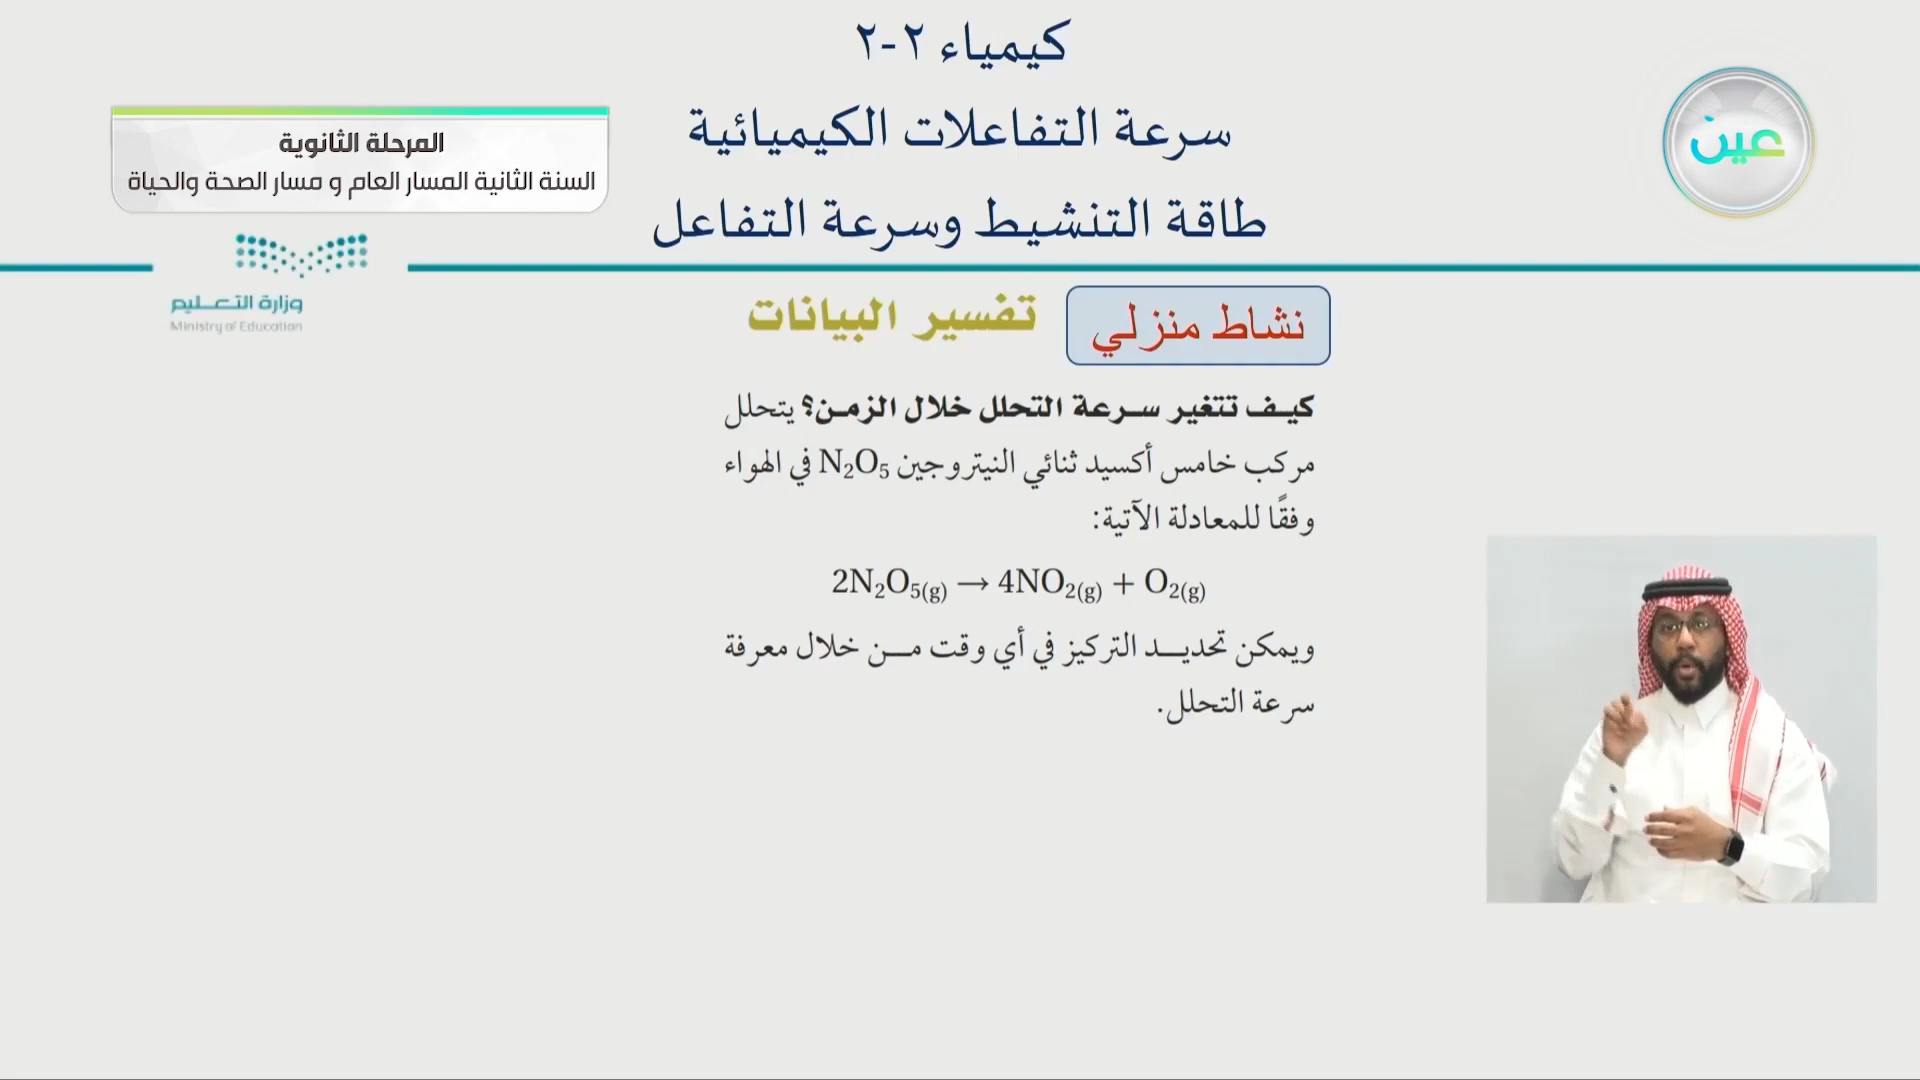 كيمياء ٢-٢
سرعة التفاعلات الكيميائية
طاقة التنشيط وسرعة التفاعل
عين
المرحلة الثانوية
السنة الثانية المسار العام و مسار الصحة والحياة
وزارة التعليم
Ministry of Education
نشاط منزلي
تفسير البيانات
كيف تتغير سرعة التحلل خلال الزمن؟ يتحلل
مركب خامس أكسيد ثنائي النيتروجين N₂O₅ في الهواء
وفقًا للمعادلة الآتية:
2N₂O₅(g) → 4NO₂(g) + O₂(g)
ويمكن تحديد التركيز في أي وقت من خلال معرفة
سرعة التحلل.